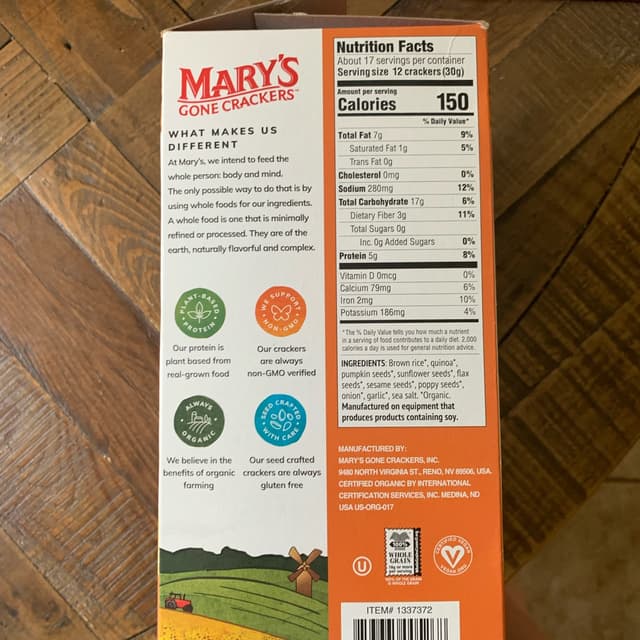 MARY'S
GONE CRACKERS™
WHAT MAKES US
DIFFERENT
At Mary's, we intend to feed the
whole person: body and mind.
The only possible way to do that is by
using whole foods for our ingredients.
A whole food is one that is minimally
refined or processed. They are of the
earth, naturally flavorful and complex.
PLANT-BASED
PROTEIN
Our protein is
plant based from
real-grown food
WE SUPPORT
NON-GMO
Our crackers
are always
non-GMO verified
ALWAYS
ORGANIC
We believe in the
benefits of organic
farming
SEED CRAFTED
WITH CARE
Our seed crafted
crackers are always
gluten free
Nutrition Facts
About 17 servings per container
Serving size 12 crackers (30g)
Amount per serving
Calories 150
% Daily Value*
Total Fat 7g 9%
Saturated Fat 1g 5%
Trans Fat 0g
Cholesterol 0mg 0%
Sodium 280mg 12%
Total Carbohydrate 17g 6%
Dietary Fiber 3g 11%
Total Sugars 0g
Inc. 0g Added Sugars 0%
Protein 5g 8%
Vitamin D 0mcg 0%
Calcium 79mg 6%
Iron 2mg 10%
Potassium 186mg 4%
*The % Daily Value tells you how much a nutrient
in a serving of food contributes to a daily diet. 2,000
calories a day is used for general nutrition advice.
INGREDIENTS: Brown rice*, quinoa*,
pumpkin seeds*, sunflower seeds*, flax
seeds*, sesame seeds*, poppy seeds*,
onion*, garlic*, sea salt. *Organic.
Manufactured on equipment that
produces products containing soy.
MANUFACTURED BY:
MARY'S GONE CRACKERS, INC.
9480 NORTH VIRGINIA ST., RENO, NV 89506, USA.
CERTIFIED ORGANIC BY INTERNATIONAL
CERTIFICATION SERVICES, INC. MEDINA, ND
USA US-ORG-017
U
100%
WHOLE
GRAIN
100% OF THE GRAIN
IS WHOLE GRAIN
CERTIFIED VEGAN
VEGAN.ORG
ITEM# 1337372